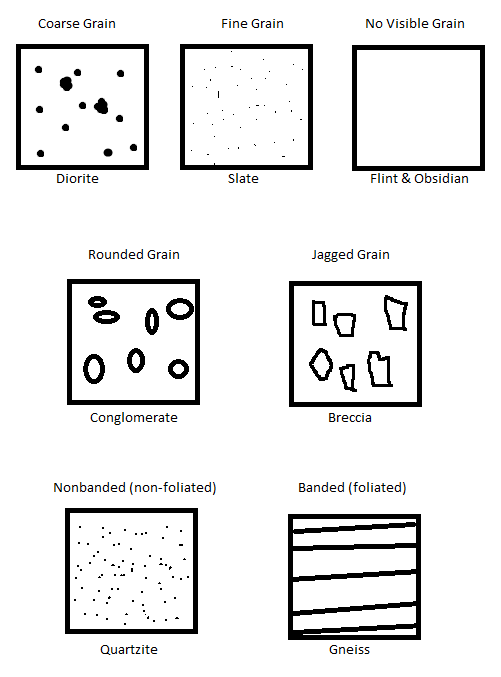 Coarse Grain
Fine Grain
No Visible Grain
Diorite
Slate
Flint & Obsidian
Rounded Grain
Jagged Grain
Conglomerate
Breccia
Nonbanded (non-foliated)
Banded (foliated)
Quartzite
Gneiss